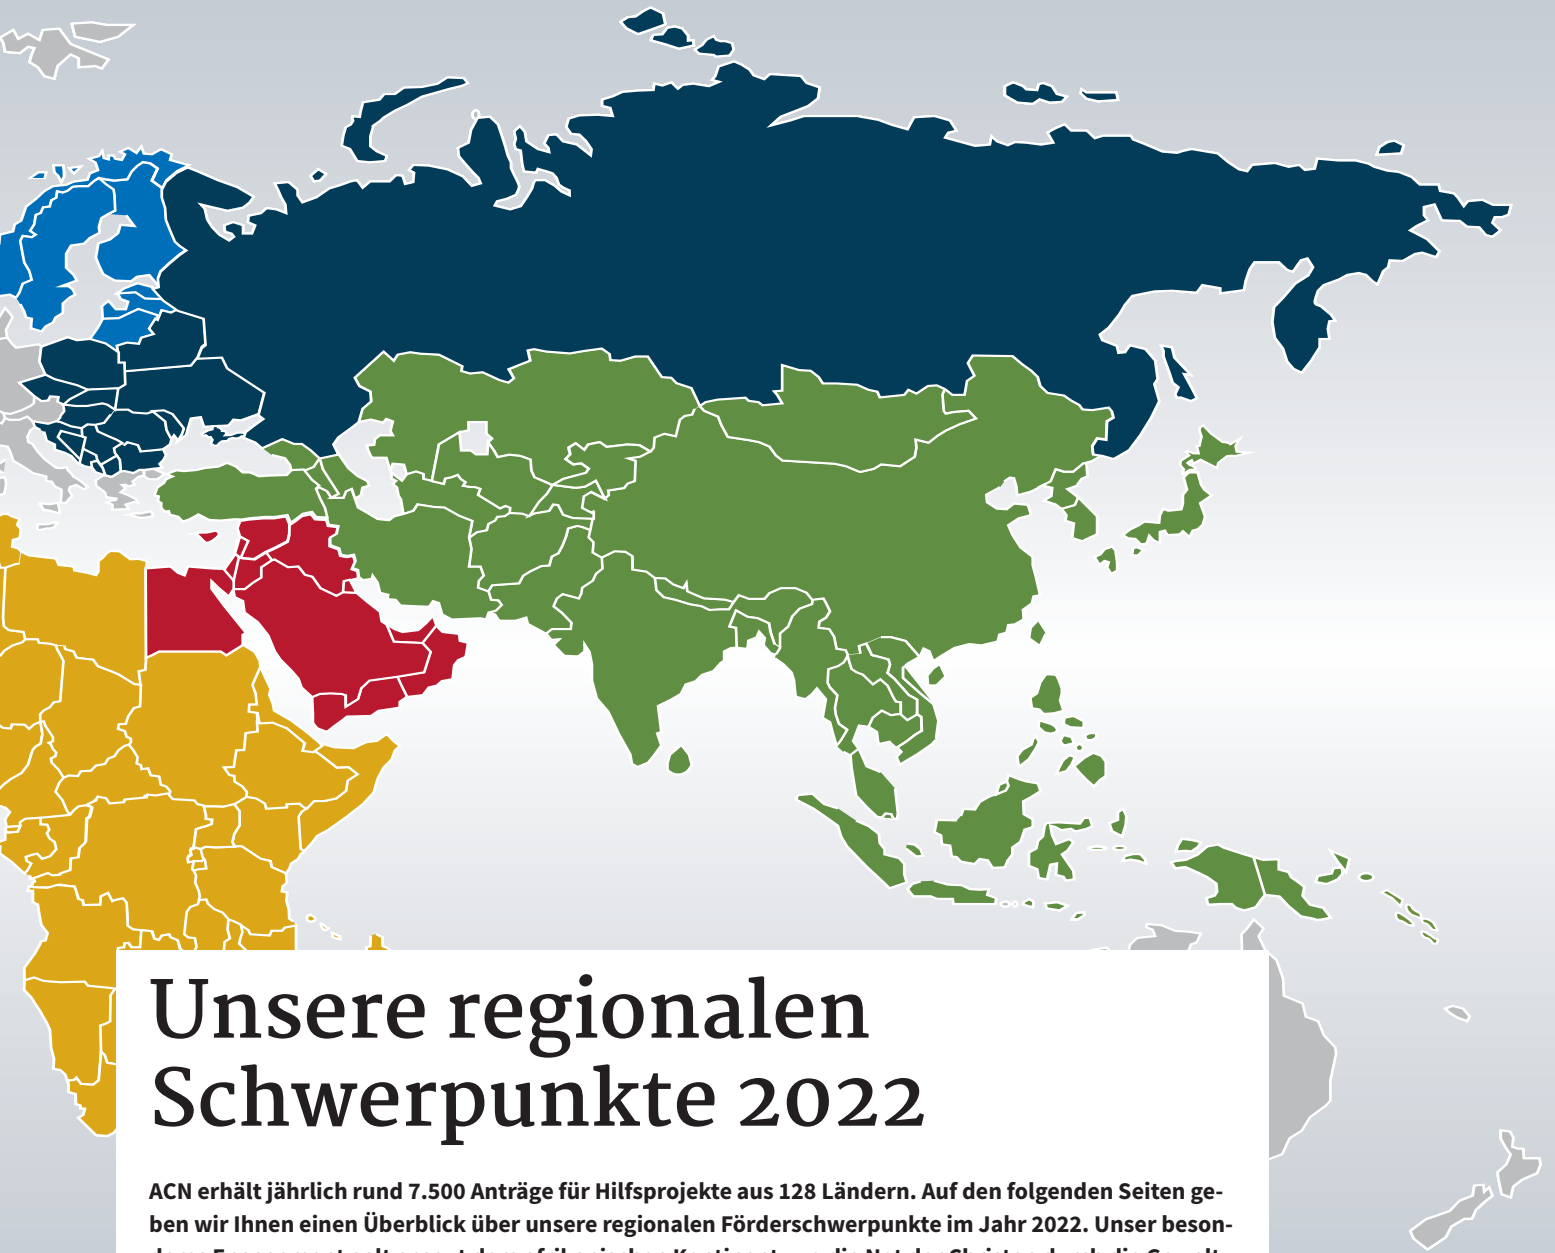 Unsere regionalen
Schwerpunkte 2022
ACN erhält jährlich rund 7.500 Anträge für Hilfsprojekte aus 128 Ländern. Auf den folgenden Seiten ge-
ben wir Ihnen einen Überblick über unsere regionalen Förderschwerpunkte im Jahr 2022. Unser beson-